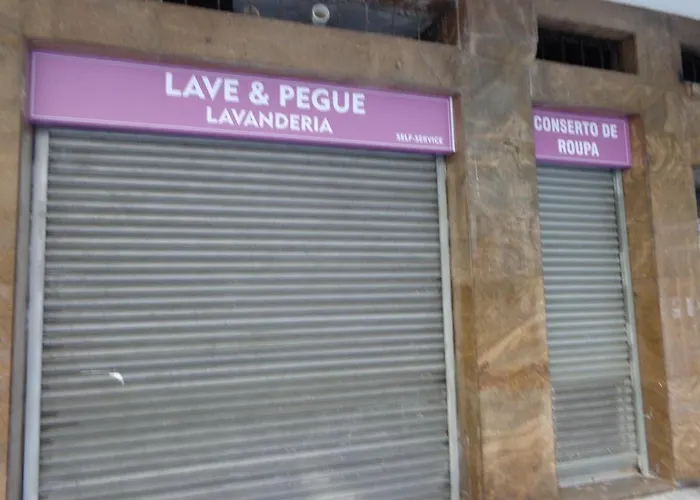 LAVE & PEGUE
LAVANDERIA
SELF-SERVICE
CONSERTO DE
ROUPA